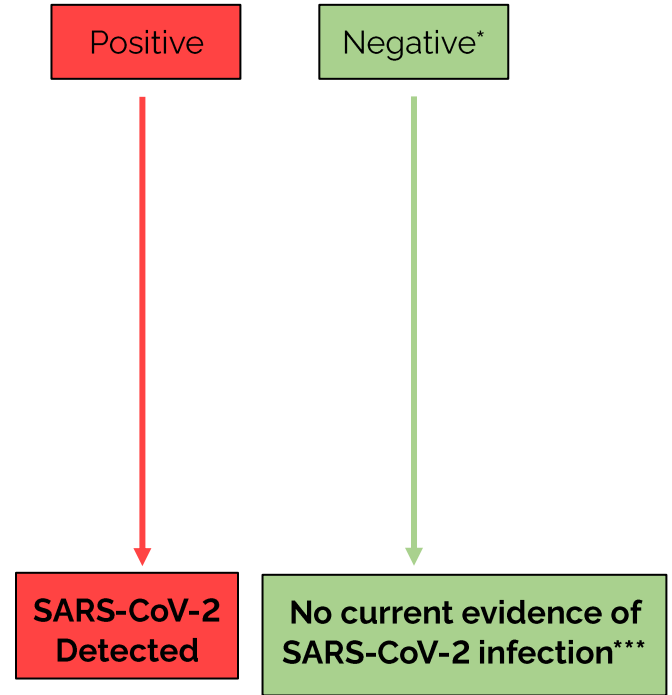 Positive
Negative*
SARS-CoV-2
Detected
No current evidence of
SARS-CoV-2 infection***